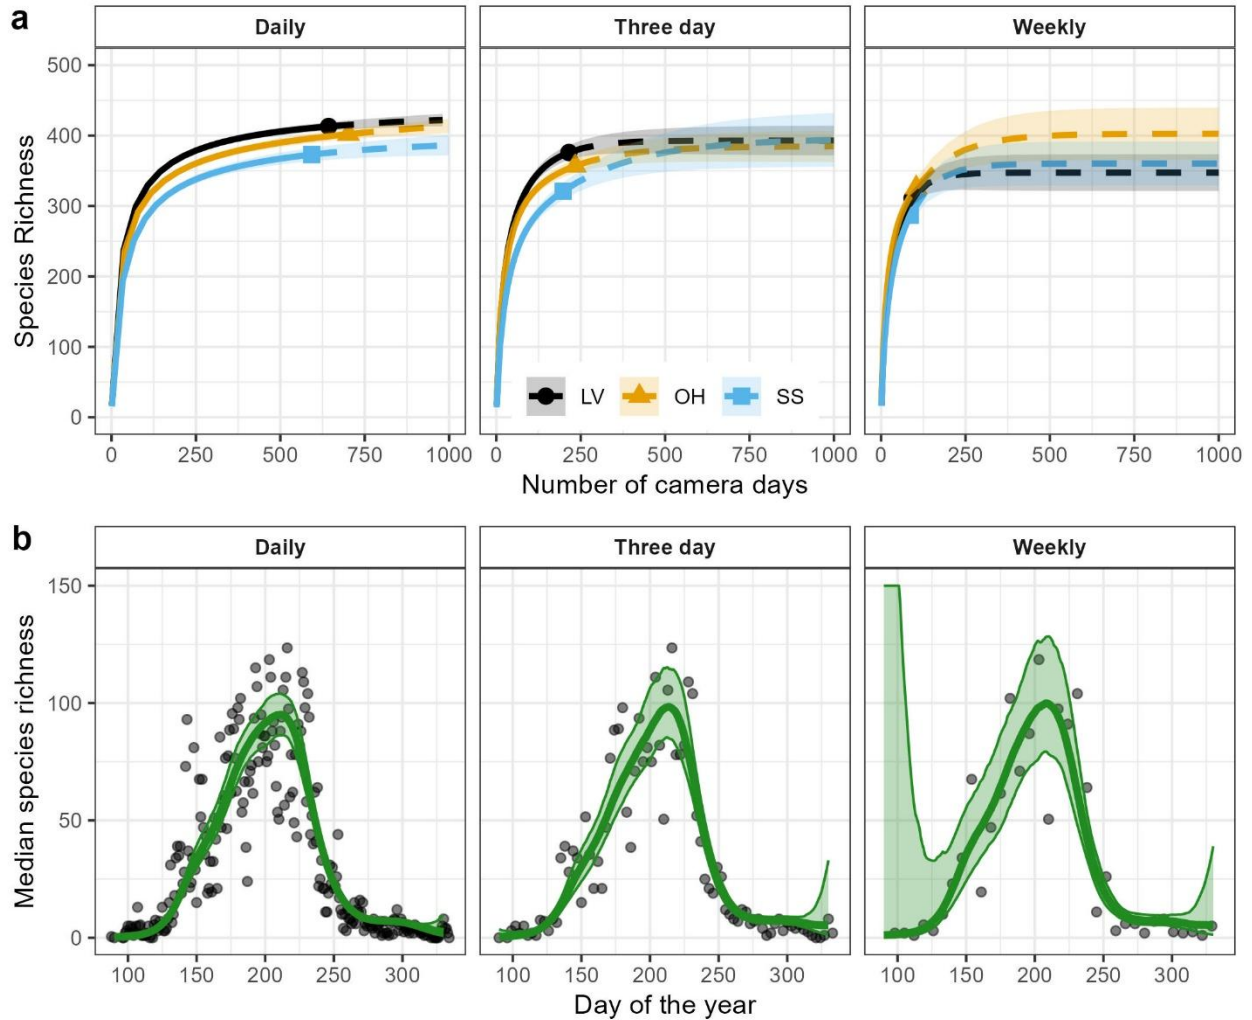 a
Daily Three day Weekly
Species Richness
500
400
300
200
100
0
LV OH SS
0 250 500 750 1000 0 250 500 750 1000 0 250 500 750 1000
Number of camera days
b
Daily Three day Weekly
Median species richness
150
100
50
0
100 150 200 250 300 100 150 200 250 300 100 150 200 250 300
Day of the year